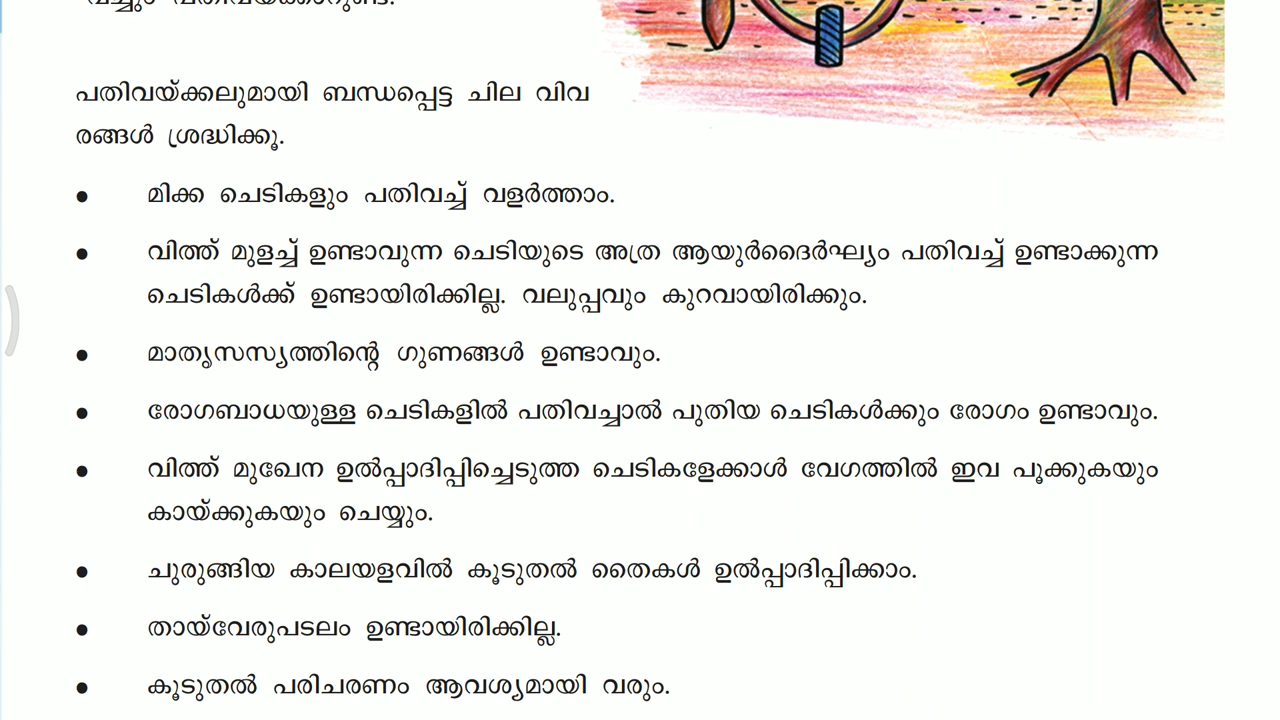 പതിവയ്ക്കലുമായി ബന്ധപ്പെട്ട ചില വിവ
രങ്ങൾ ശ്രദ്ധിക്കൂ.
• മിക്ക ചെടികളും പതിവച്ച് വളർത്താം.
• വിത്ത് മുളച്ച് ഉണ്ടാവുന്ന ചെടിയുടെ അത്ര ആയുർദൈർഘ്യം പതിവച്ച് ഉണ്ടാക്കുന്ന
ചെടികൾക്ക് ഉണ്ടായിരിക്കില്ല. വലുപ്പവും കുറവായിരിക്കും.
• മാതൃസസ്യത്തിന്റെ ഗുണങ്ങൾ ഉണ്ടാവും.
• രോഗബാധയുള്ള ചെടികളിൽ പതിവച്ചാൽ പുതിയ ചെടികൾക്കും രോഗം ഉണ്ടാവും.
• വിത്ത് മുഖേന ഉൽപ്പാദിപ്പിച്ചെടുത്ത ചെടികളേക്കാൾ വേഗത്തിൽ ഇവ പൂക്കുകയും
കായ്ക്കുകയും ചെയ്യും.
• ചുരുങ്ങിയ കാലയളവിൽ കൂടുതൽ തൈകൾ ഉൽപ്പാദിപ്പിക്കാം.
• തായ്‌വേരുപടലം ഉണ്ടായിരിക്കില്ല.
• കൂടുതൽ പരിചരണം ആവശ്യമായി വരും.